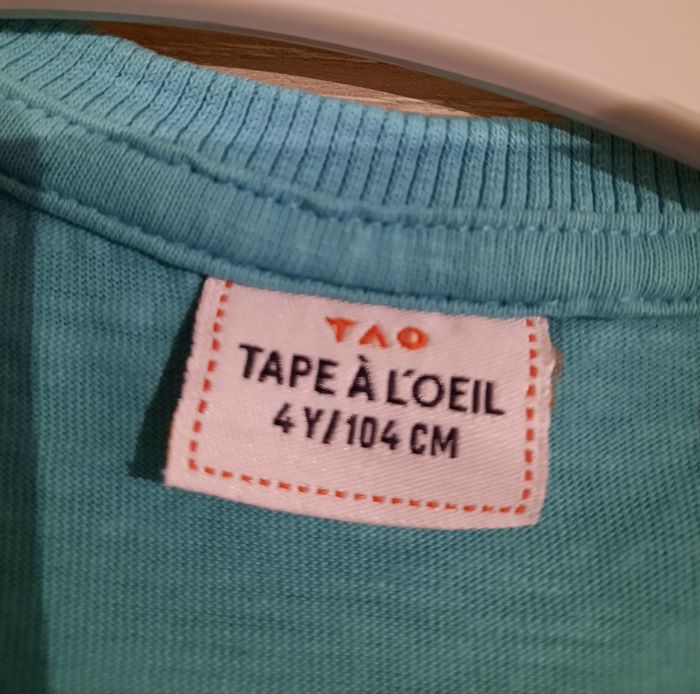 TAO
TAPE À L'OEIL
4 Y/104 CM